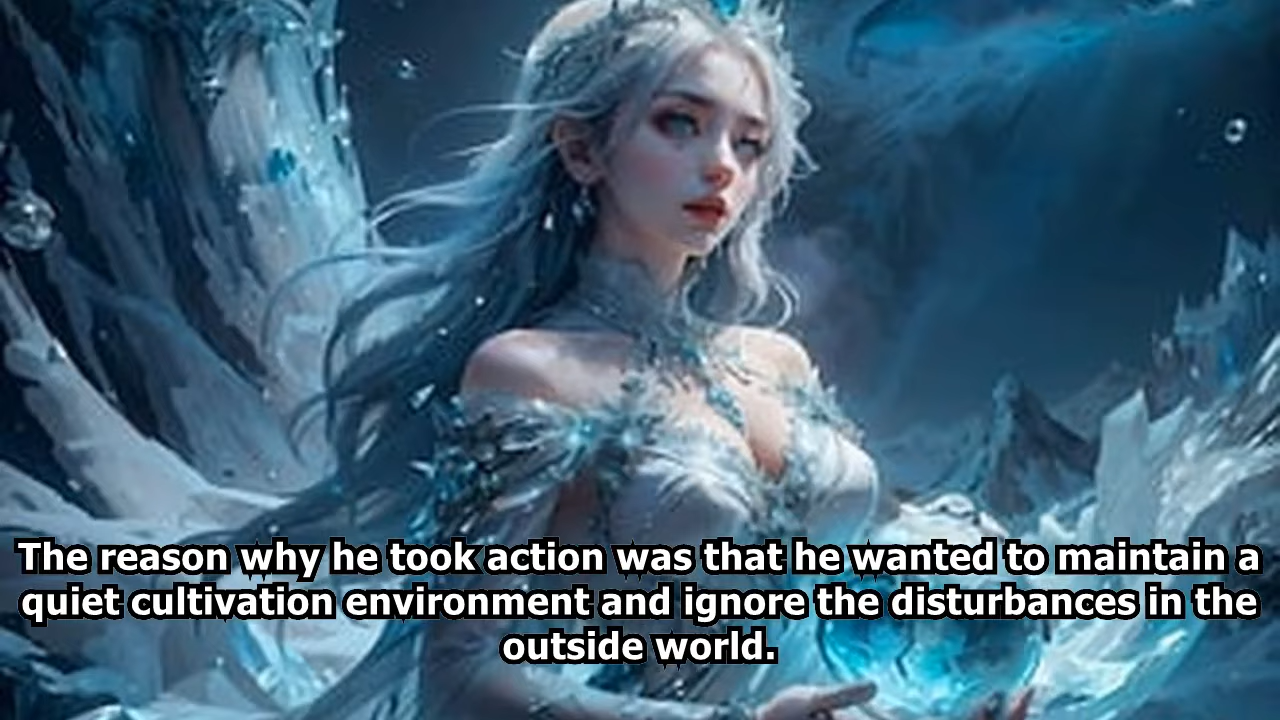 The reason why he took action was that he wanted to maintain a
quiet cultivation environment and ignore the disturbances in the
outside world.